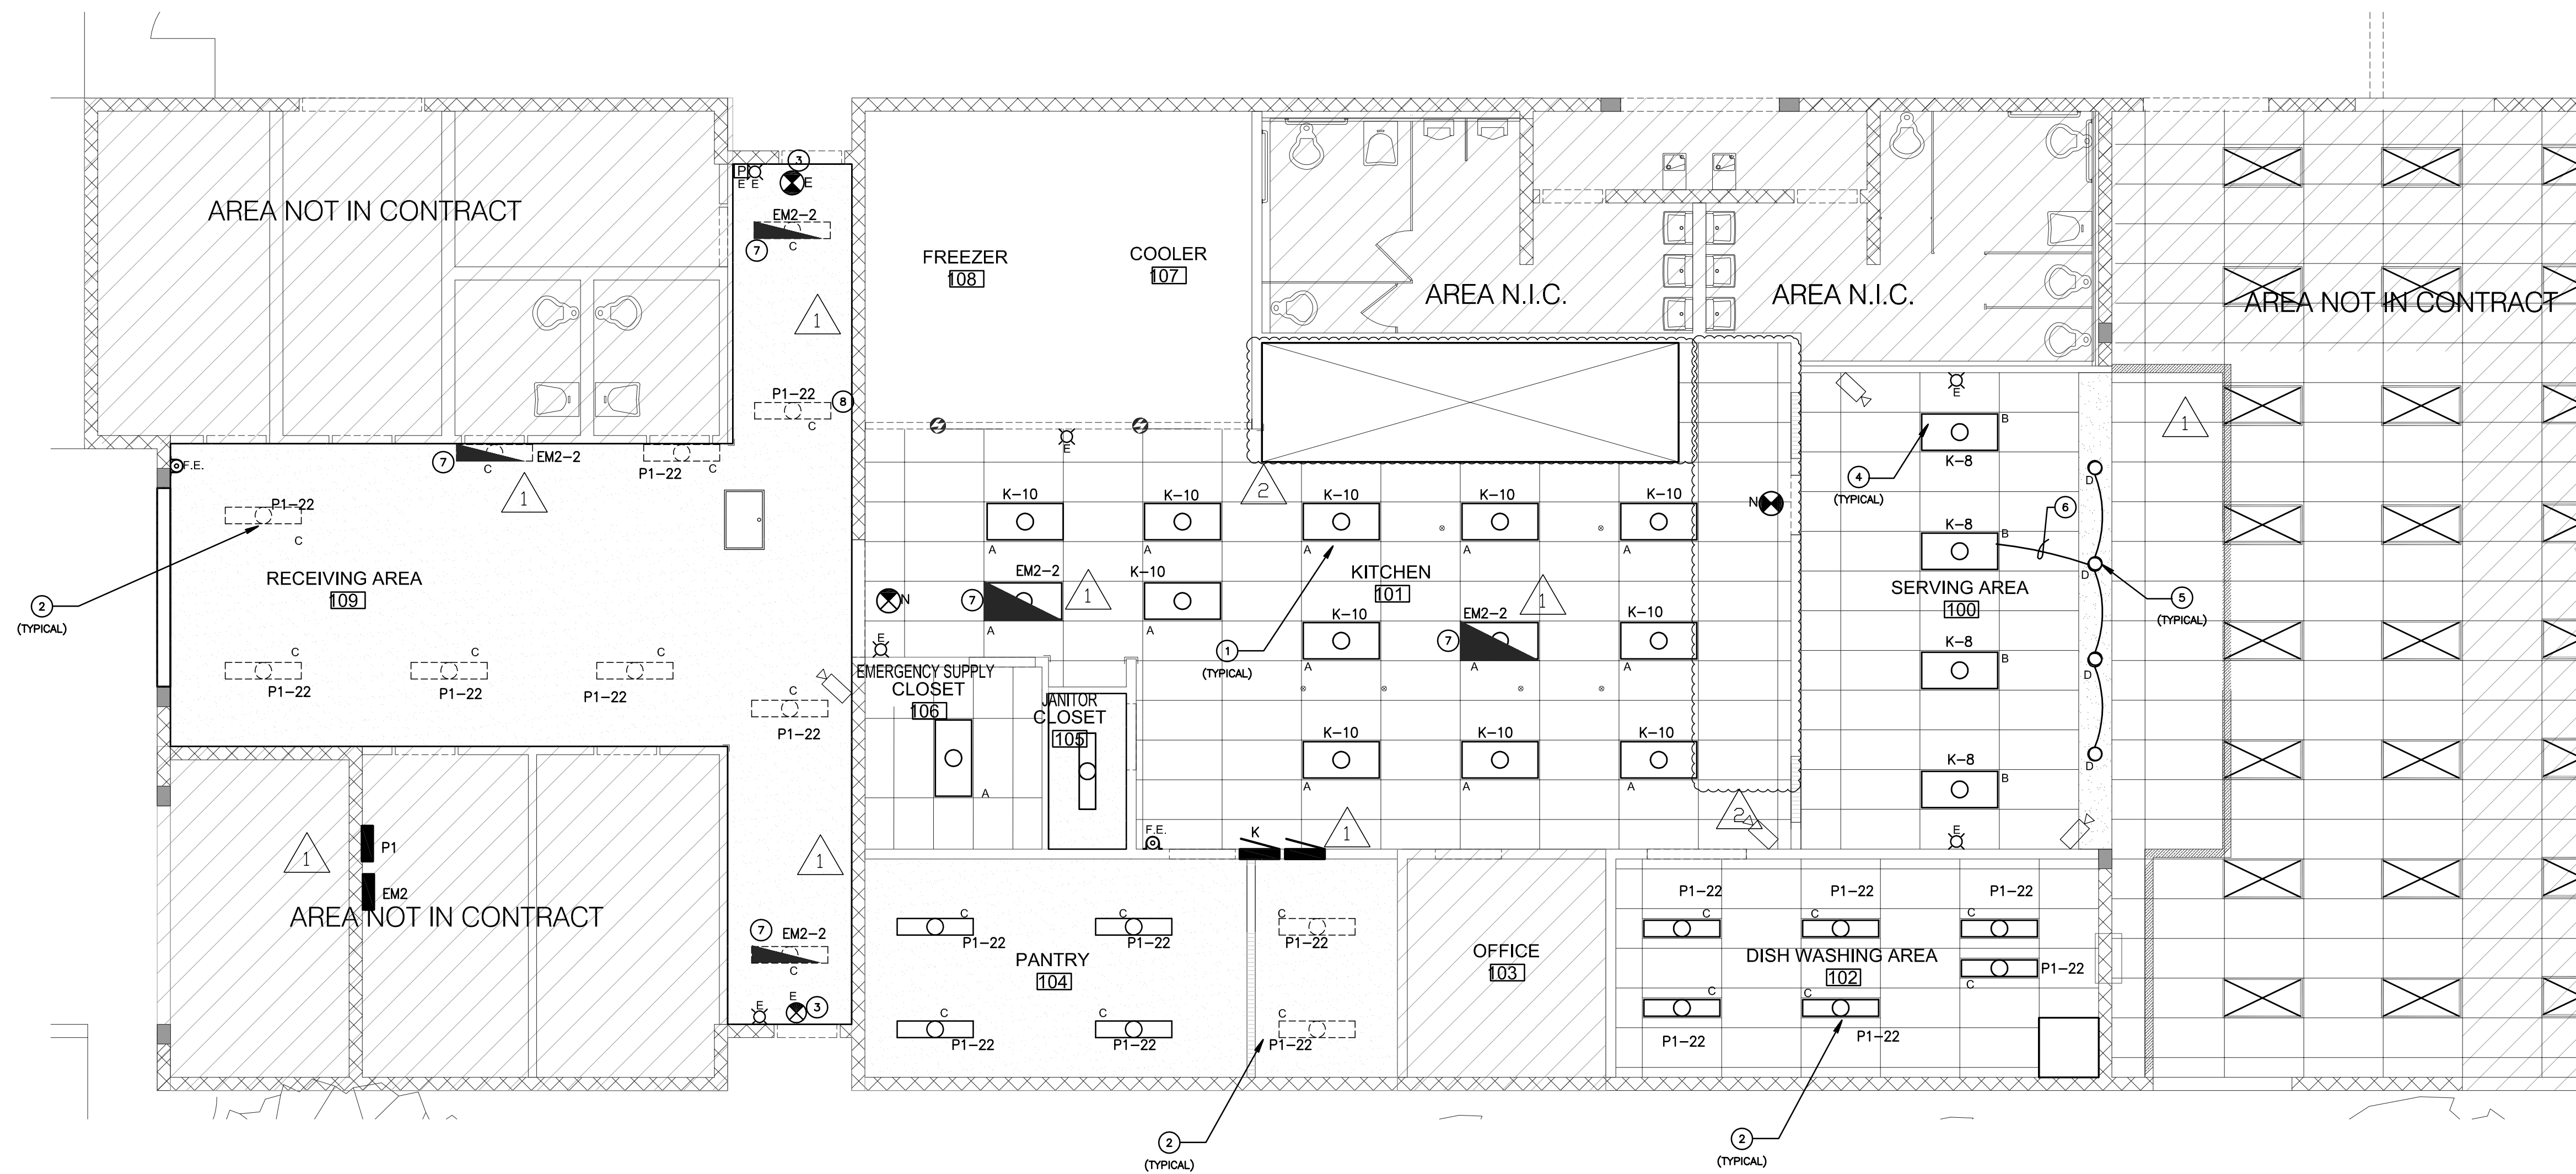 AREA NOT IN CONTRACT
P
E E
3
E
EM2-2
7
C
1
P1-22
8
C
FREEZER
108
COOLER
107
AREA N.I.C.
AREA N.I.C.
AREA NOT IN CONTRACT
F.E.
7
C
EM2-2
P1-22
C
1
P1-22
C
2
(TYPICAL)
RECEIVING AREA
109
C
P1-22
C
P1-22
C
P1-22
C
P1-22
E
2
K-10
K-10
K-10
K-10
K-10
A
A
A
A
A
N
7
EM2-2
1
K-10
A
A
N
KITCHEN
101
1
(TYPICAL)
K-10
EM2-2
7
1
K-10
A
A
A
E
EMERGENCY SUPPLY
CLOSET
106
A
JANITOR
CLOSET
105
K-10
K-10
K-10
A
A
A
2
E
4
(TYPICAL)
B
K-8
K-8
B
6
D
D
5
(TYPICAL)
SERVING AREA
100
K-8
B
D
K-8
B
D
E
1
1
P1
EM2
AREA NOT IN CONTRACT
1
7
EM2-2
C
E
E
3
F.E.
K
1
C
P1-22
C
P1-22
C
P1-22
PANTRY
104
C
P1-22
C
P1-22
C
P1-22
2
(TYPICAL)
OFFICE
103
P1-22
P1-22
P1-22
C
C
C
DISH WASHING AREA
102
P1-22
C
C
C
P1-22
P1-22
2
(TYPICAL)